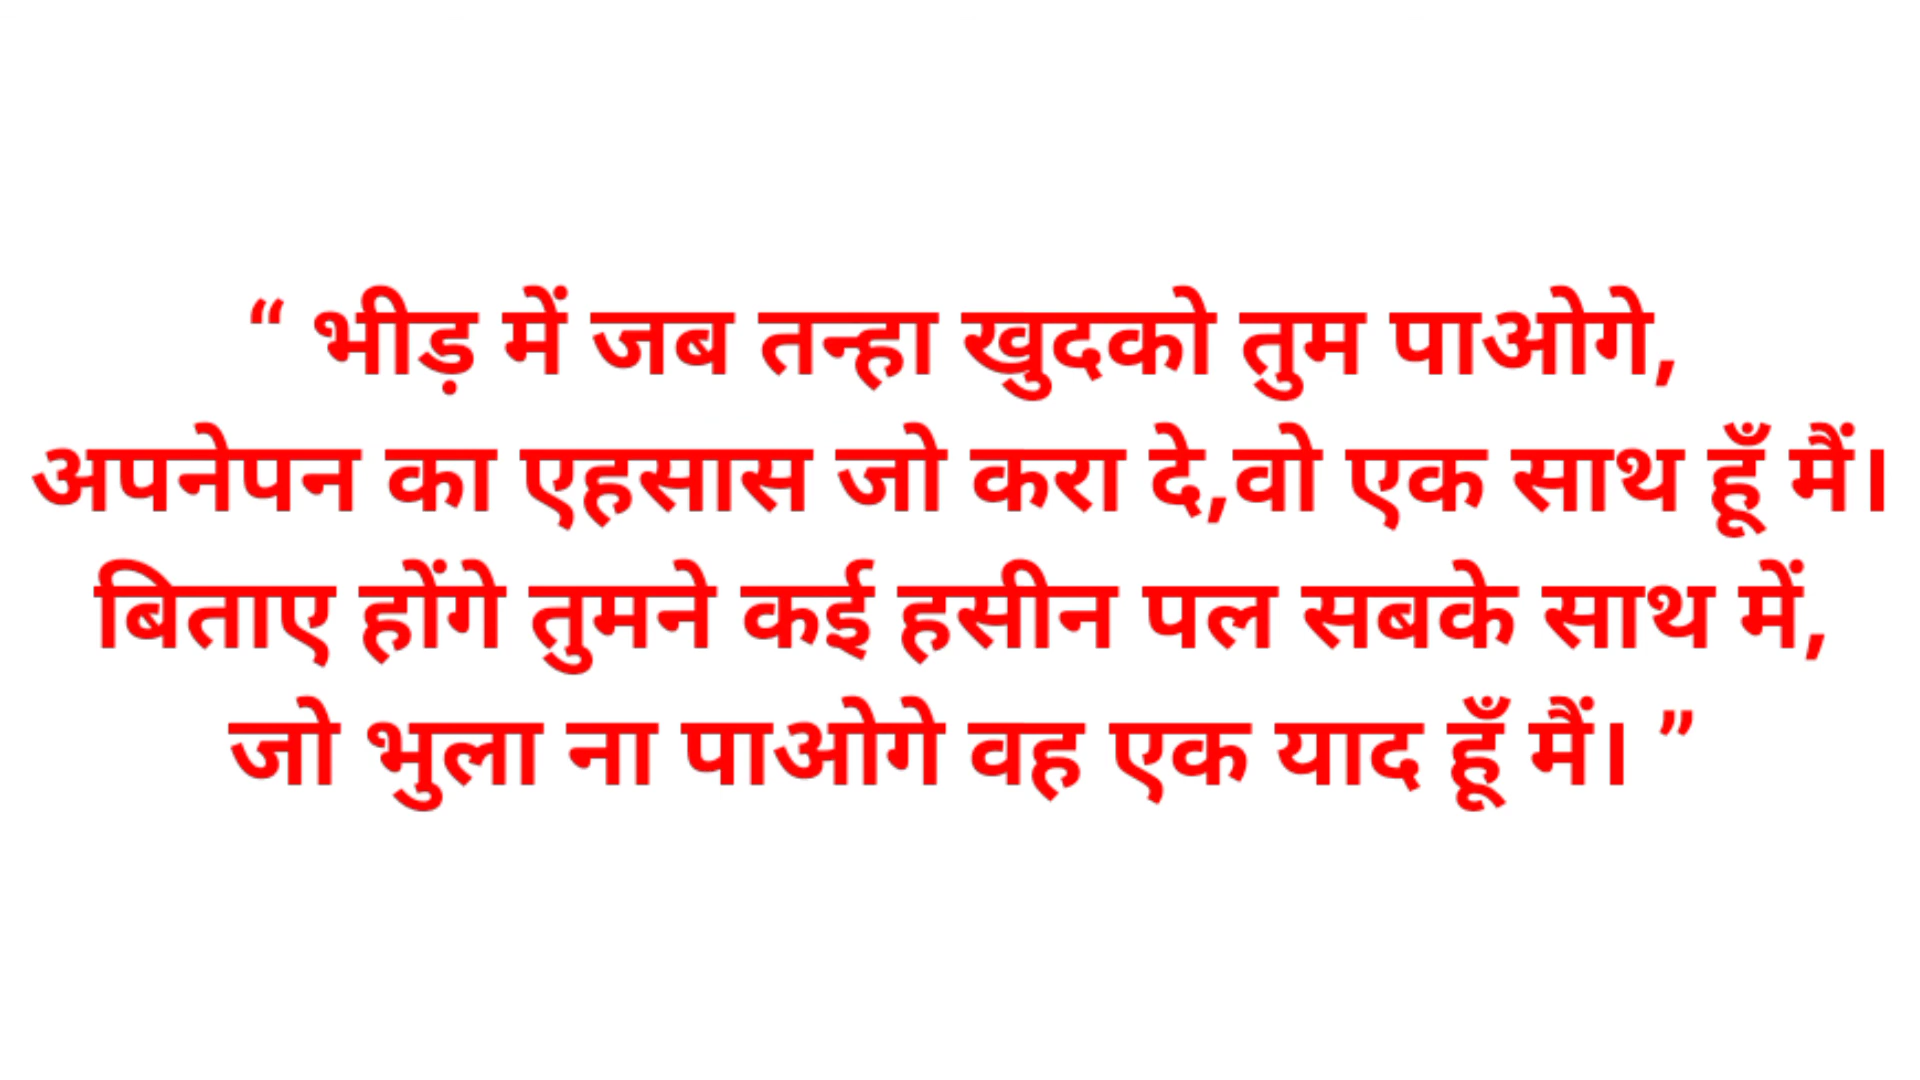 “ भीड़ में जब तन्हा खुदको तुम पाओगे,
अपनेपन का एहसास जो करा दे,वो एक साथ हूँ मैं।
बिताए होंगे तुमने कई हसीन पल सबके साथ में,
जो भुला ना पाओगे वह एक याद हूँ मैं। ”